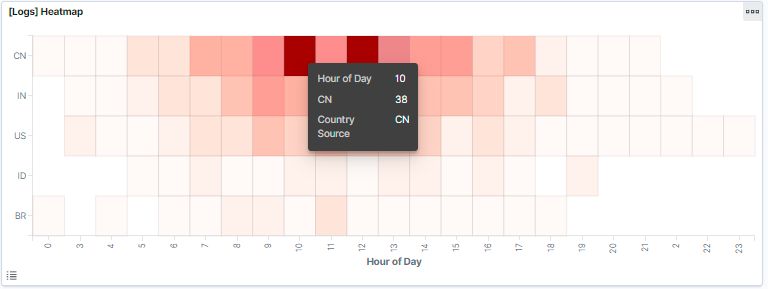 [Logs] Heatmap
CN
IN
US
ID
BR
Hour of Day 10
CN 38
Country Source CN
0 3 4 5 6 7 8 9 10 11 12 13 14 15 16 17 18 19 20 21 2 22 23
Hour of Day